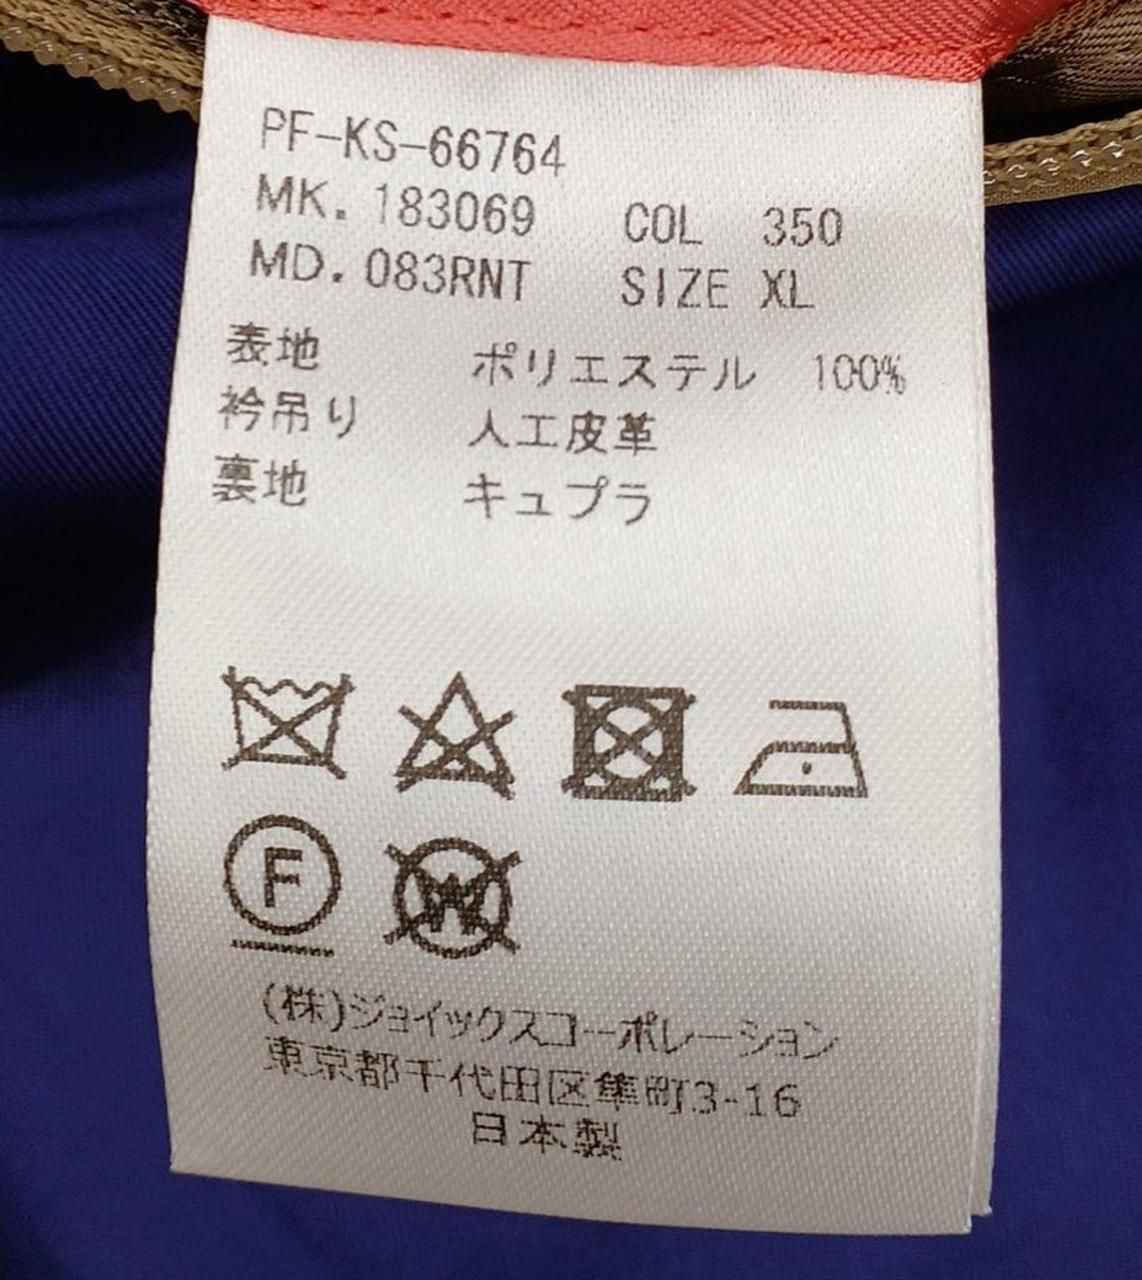 PF-KS-66764
MK. 183069 COL 350
MD. 083RNT SIZE XL
表地 ポリエステル 100%
衿吊り 人工皮革
裏地 キュプラ
F
W
(株)ジョイックスコーポレーション
東京都千代田区隼町3-16
日本製